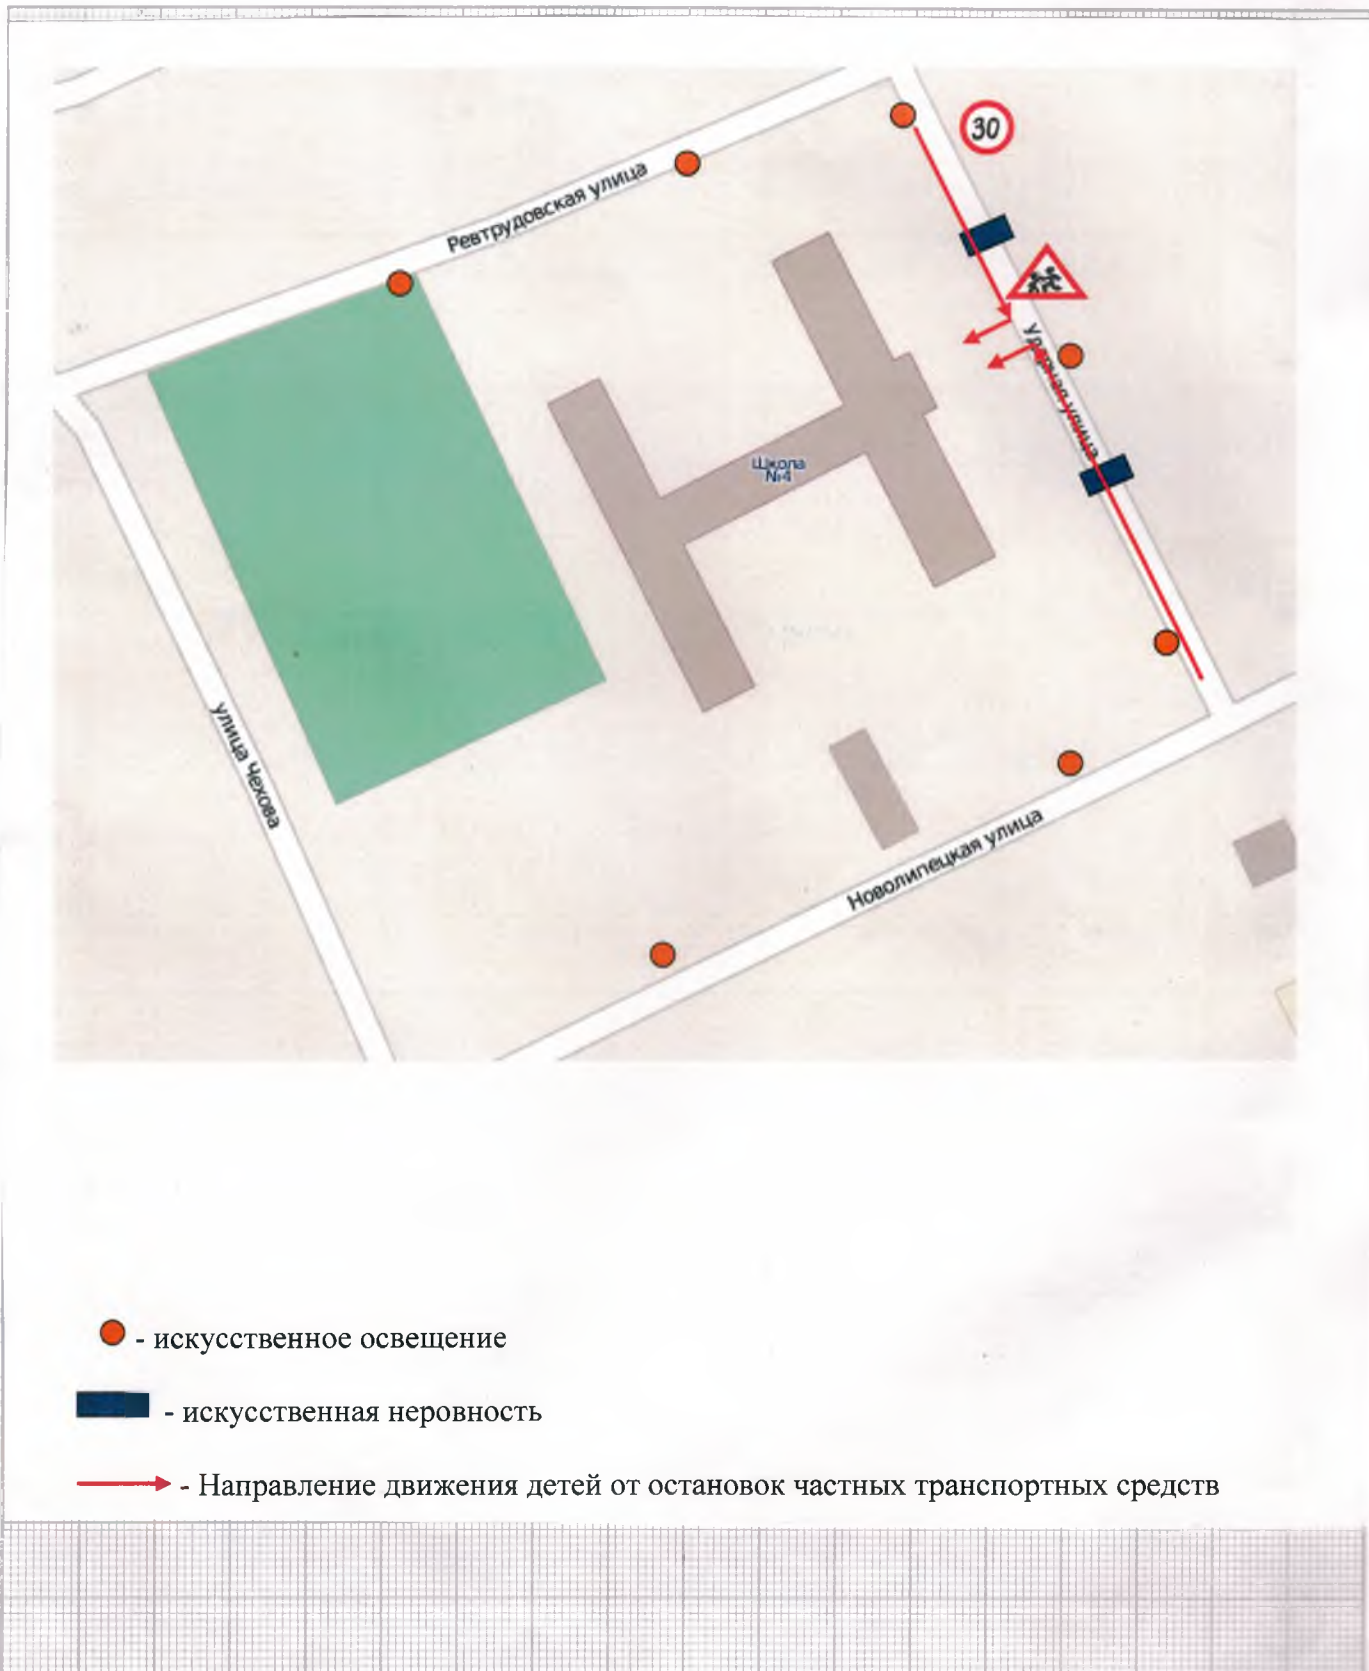 30
Ревтрудовская улица
улица
Школа
№4
улица Чехова
Новолипецкая улица
- искусственное освещение
- искусственная неровность
- Направление движения детей от остановок частных транспортных средств